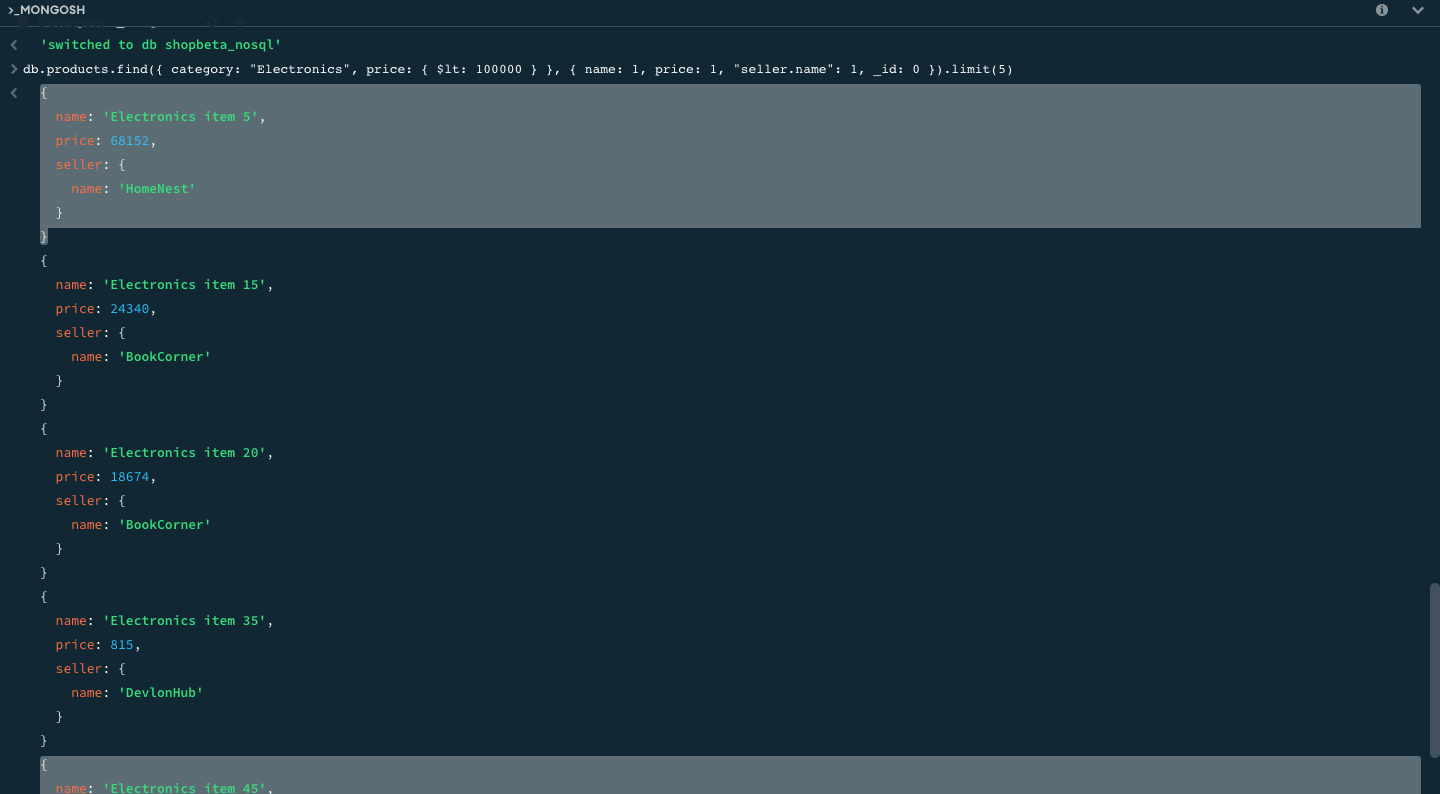 >_MONGOSH
'switched to db shopbeta_nosql'
db.products.find({ category: "Electronics", price: { $lt: 100000 } }, { name: 1, price: 1, "seller.name": 1, _id: 0 }).limit(5)
{
name: 'Electronics item 5',
price: 68152,
seller: {
name: 'HomeNest'
}
}
{
name: 'Electronics item 15',
price: 24340,
seller: {
name: 'BookCorner'
}
}
{
name: 'Electronics item 20',
price: 18674,
seller: {
name: 'BookCorner'
}
}
{
name: 'Electronics item 35',
price: 815,
seller: {
name: 'DevlonHub'
}
}
{
name: 'Electronics item 45',